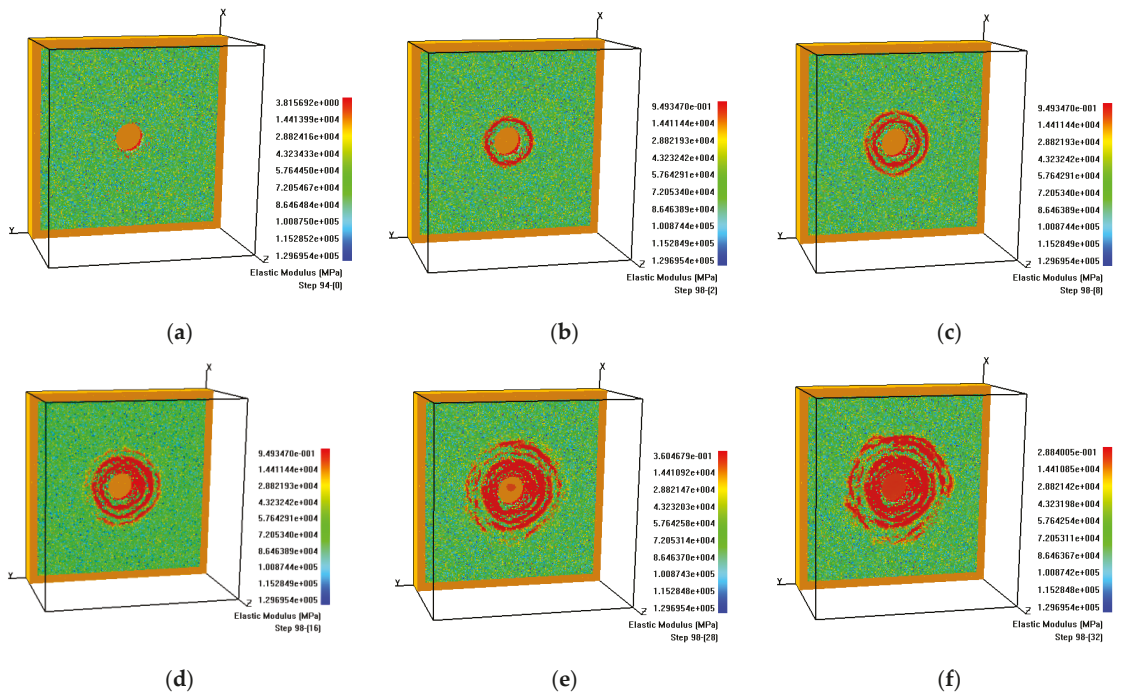 X
3.815692e+000
1.441399e+004
2.882416e+004
4.323433e+004
5.764450e+004
7.205467e+004
8.646484e+004
1.008750e+005
1.152852e+005
1.296954e+005
Y
Z
Elastic Modulus (MPa)
Step 94-[0]
(a)
X
9.493470e-001
1.441144e+004
2.882193e+004
4.323242e+004
5.764291e+004
7.205340e+004
8.646389e+004
1.008744e+005
1.152849e+005
1.296954e+005
Y
Z
Elastic Modulus (MPa)
Step 98-[2]
(b)
X
9.493470e-001
1.441144e+004
2.882193e+004
4.323242e+004
5.764291e+004
7.205340e+004
8.646389e+004
1.008744e+005
1.152849e+005
1.296954e+005
Y
Z
Elastic Modulus (MPa)
Step 98-[8]
(c)
X
9.493470e-001
1.441144e+004
2.882193e+004
4.323242e+004
5.764291e+004
7.205340e+004
8.646389e+004
1.008744e+005
1.152849e+005
1.296954e+005
Y
Z
Elastic Modulus (MPa)
Step 98-[16]
(d)
X
3.604679e-001
1.441092e+004
2.882147e+004
4.323203e+004
5.764258e+004
7.205314e+004
8.646370e+004
1.008743e+005
1.152848e+005
1.296954e+005
Y
Z
Elastic Modulus (MPa)
Step 98-[28]
(e)
X
2.884005e-001
1.441085e+004
2.882142e+004
4.323198e+004
5.764254e+004
7.205311e+004
8.646367e+004
1.008742e+005
1.152848e+005
1.296954e+005
Y
Z
Elastic Modulus (MPa)
Step 98-[32]
(f)